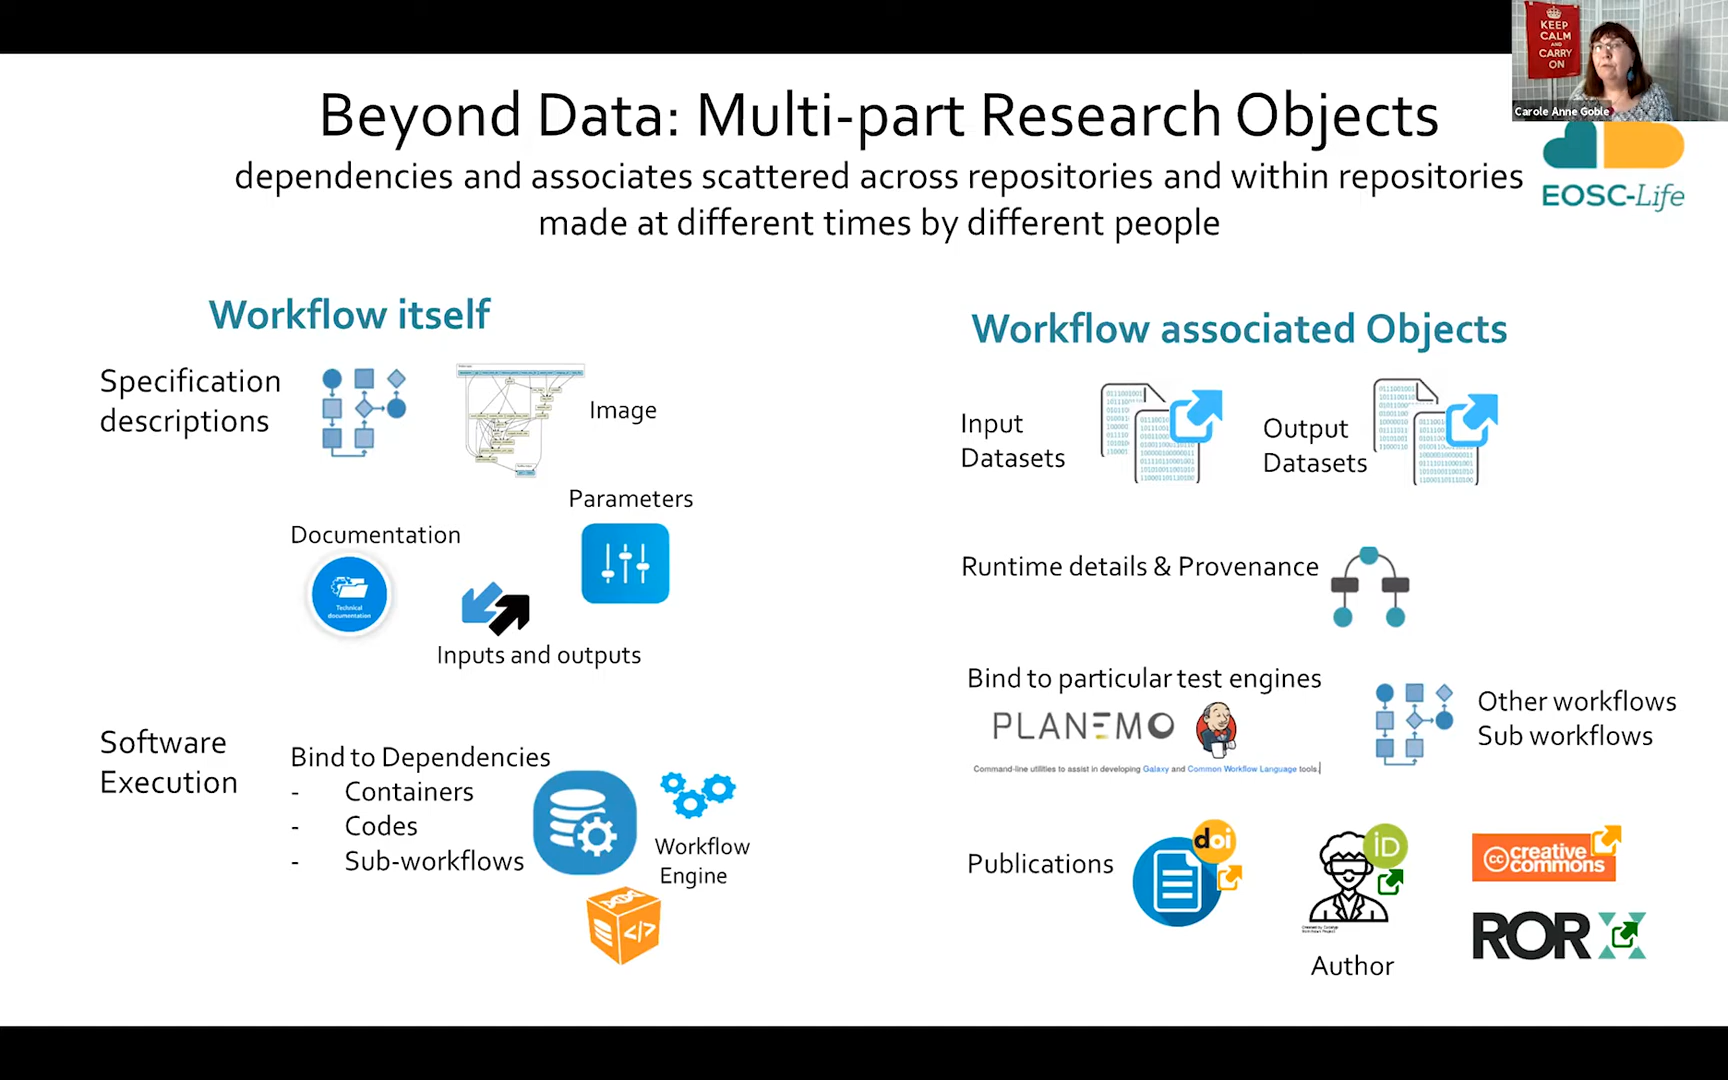 KEEP
CALM
AND
CARRY
ON
Carole Anne Goble
Beyond Data: Multi-part Research Objects
dependencies and associates scattered across repositories and within repositories
made at different times by different people
EOSC-Life
Workflow itself
Specification
descriptions
Image
Parameters
Documentation
Technical
documentation
Inputs and outputs
Software
Execution
Bind to Dependencies
- Containers
- Codes
- Sub-workflows
Workflow
Engine
</>
Workflow associated Objects
Input
Datasets
Output
Datasets
Runtime details & Provenance
Bind to particular test engines
PLANEMO
Command-line utilities to assist in developing Galaxy and Common Workflow Language tools.
Other workflows
Sub workflows
Publications
doi
iD
Author
cc creative
commons
ROR